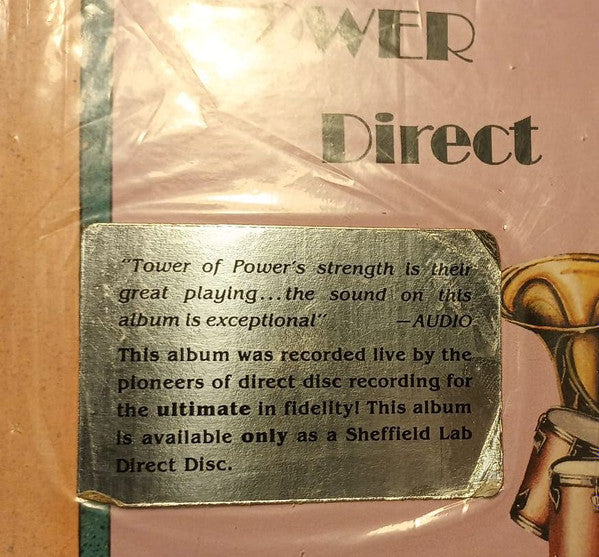 OWER
Direct
"Tower of Power's strength is their
great playing...the sound on this
album is exceptional" —AUDIO
This album was recorded live by the
pioneers of direct disc recording for
the ultimate in fidelity! This album
is available only as a Sheffield Lab
Direct Disc.